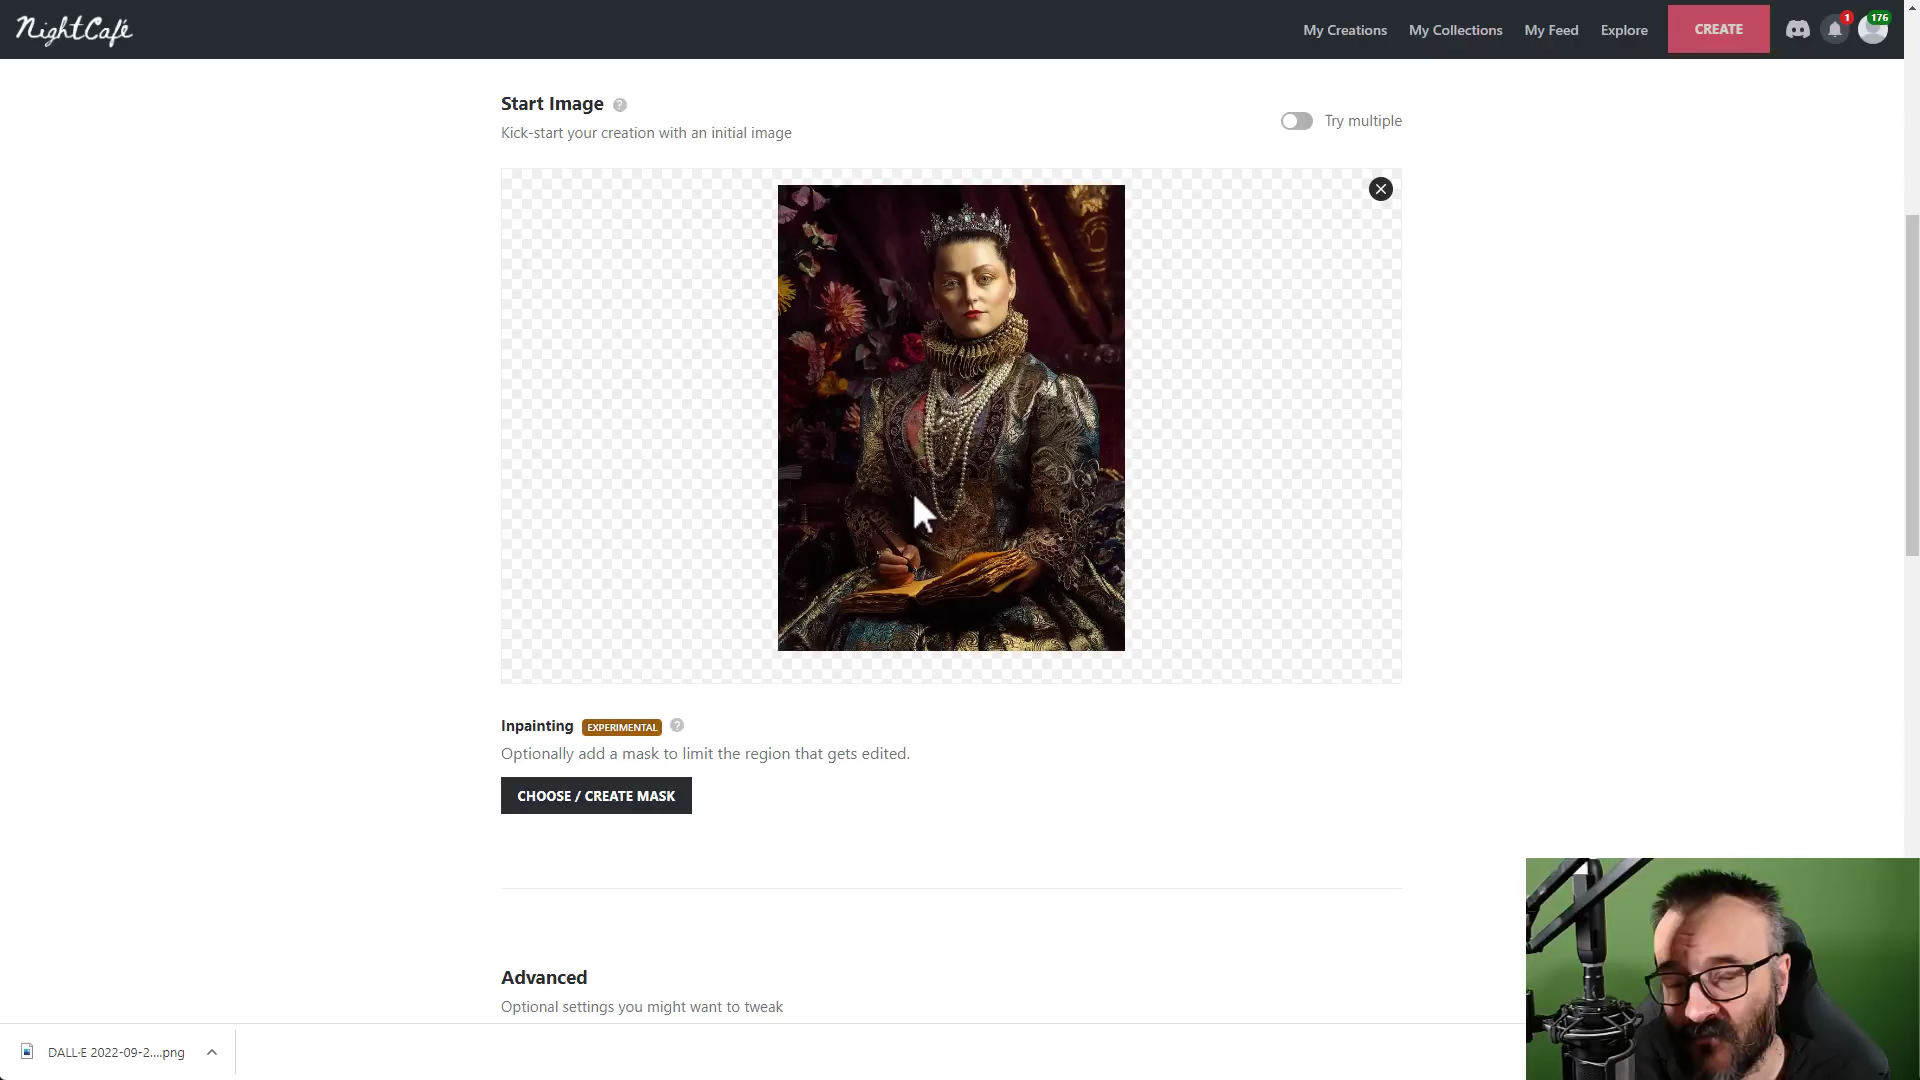 NightCafé
My Creations
My Collections
My Feed
Explore
CREATE
1
176
Start Image ?
Kick-start your creation with an initial image
Try multiple
Inpainting EXPERIMENTAL ?
Optionally add a mask to limit the region that gets edited.
CHOOSE / CREATE MASK
Advanced
Optional settings you might want to tweak
DALL·E 2022-09-2....png